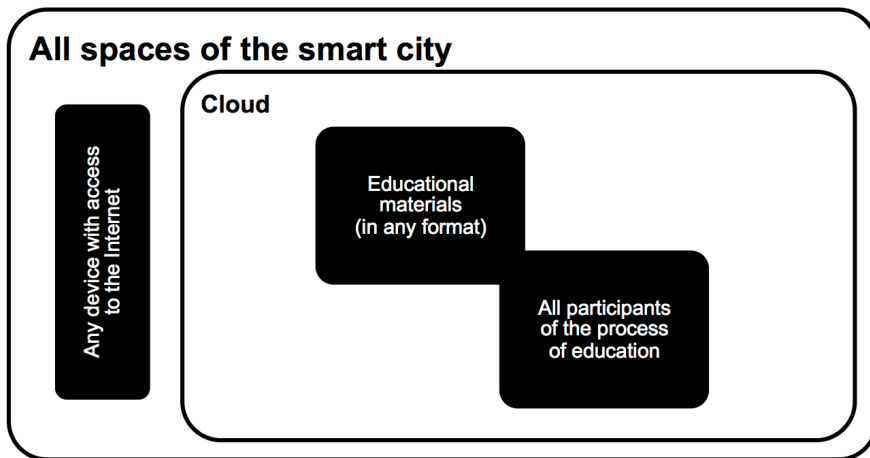 All spaces of the smart city
Cloud
Any device with access
to the Internet
Educational
materials
(in any format)
All participants
of the process
of education